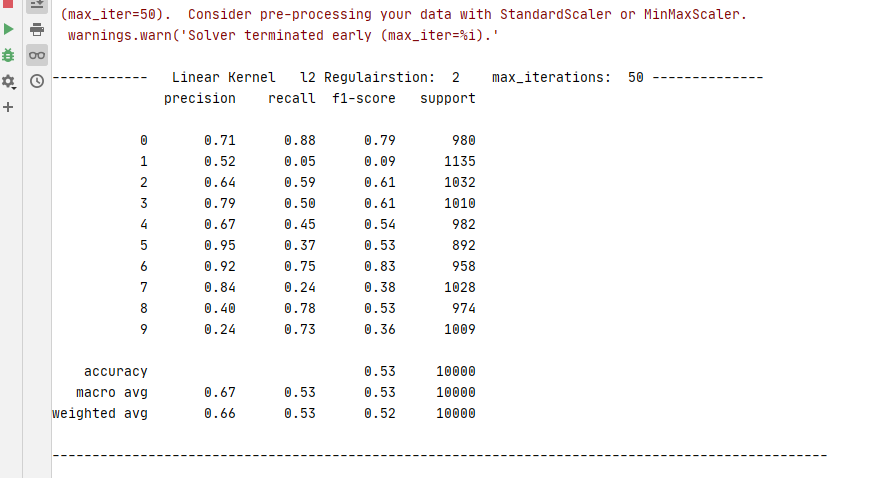 (max_iter=50).  Consider pre-processing your data with StandardScaler or MinMaxScaler.
warnings.warn('Solver terminated early (max_iter=%i).'
------------   Linear Kernel   l2 Regulairstion:  2    max_iterations:  50 --------------
precision    recall  f1-score   support
0       0.71      0.88      0.79       980
1       0.52      0.05      0.09      1135
2       0.64      0.59      0.61      1032
3       0.79      0.50      0.61      1010
4       0.67      0.45      0.54       982
5       0.95      0.37      0.53       892
6       0.92      0.75      0.83       958
7       0.84      0.24      0.38      1028
8       0.40      0.78      0.53       974
9       0.24      0.73      0.36      1009
accuracy                           0.53     10000
macro avg       0.67      0.53      0.53     10000
weighted avg       0.66      0.53      0.52     10000
-------------------------------------------------------------------------------------------------